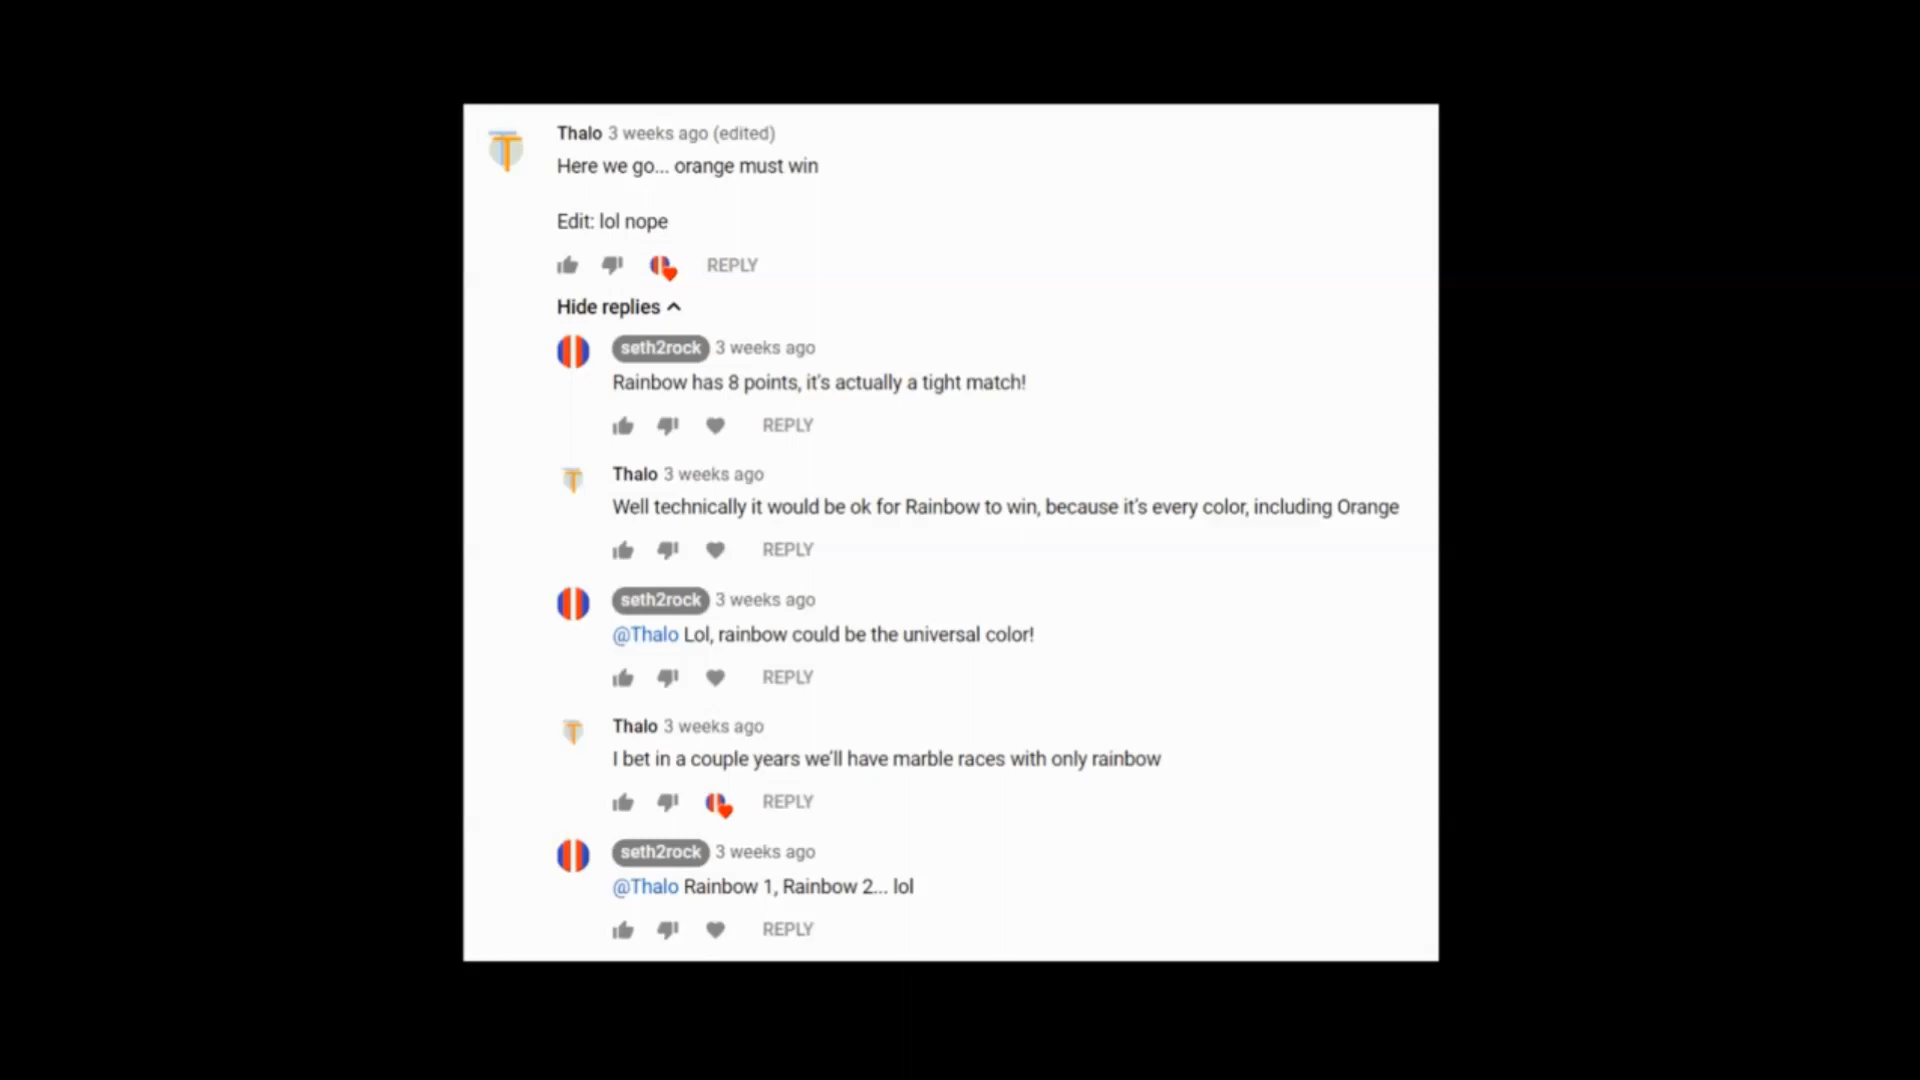 Thalo 3 weeks ago (edited)
Here we go... orange must win
Edit: lol nope
REPLY
Hide replies
seth2rock 3 weeks ago
Rainbow has 8 points, it's actually a tight match!
REPLY
Thalo 3 weeks ago
Well technically it would be ok for Rainbow to win, because it's every color, including Orange
REPLY
seth2rock 3 weeks ago
@Thalo Lol, rainbow could be the universal color!
REPLY
Thalo 3 weeks ago
I bet in a couple years we'll have marble races with only rainbow
REPLY
seth2rock 3 weeks ago
@Thalo Rainbow 1, Rainbow 2... lol
REPLY